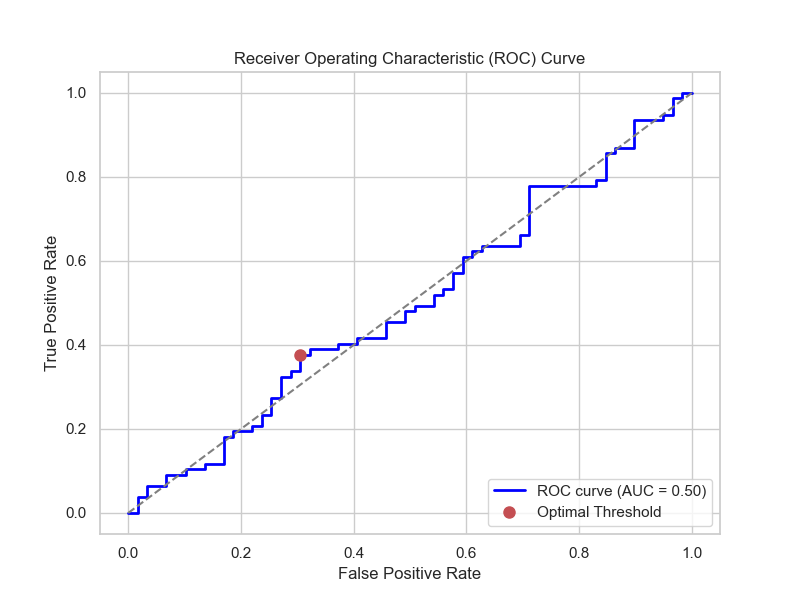 Receiver Operating Characteristic (ROC) Curve
True Positive Rate
1.0
0.8
0.6
0.4
0.2
0.0
ROC curve (AUC = 0.50)
Optimal Threshold
0.0 0.2 0.4 0.6 0.8 1.0
False Positive Rate